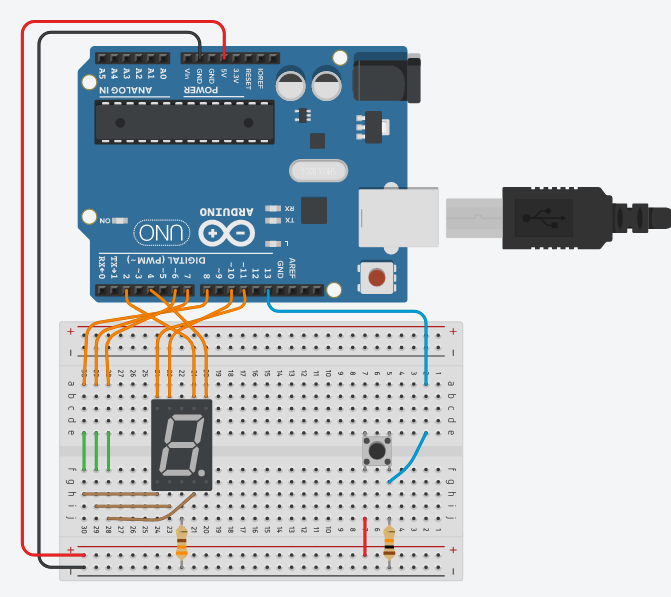 A5 A4 A3 A2 A1 A0 Vin GND GND 5V 3.3V RESET IOREF
ANALOG IN POWER
RX
TX
ON UNO ARDUINO
L
DIGITAL (PWM~)
RX←0 TX→1 2 ~3 4 ~5 ~6 7 8 ~9 ~10 ~11 12 13 GND AREF
+ +
a a
b b
c c
d d
e e
f f
g g
h h
i i
j j
30 28 27 26 25 24 23 21 20 19 18 17 16 15 14 13 12 11 10 9 8 7 6 4 3 2 1
+ +